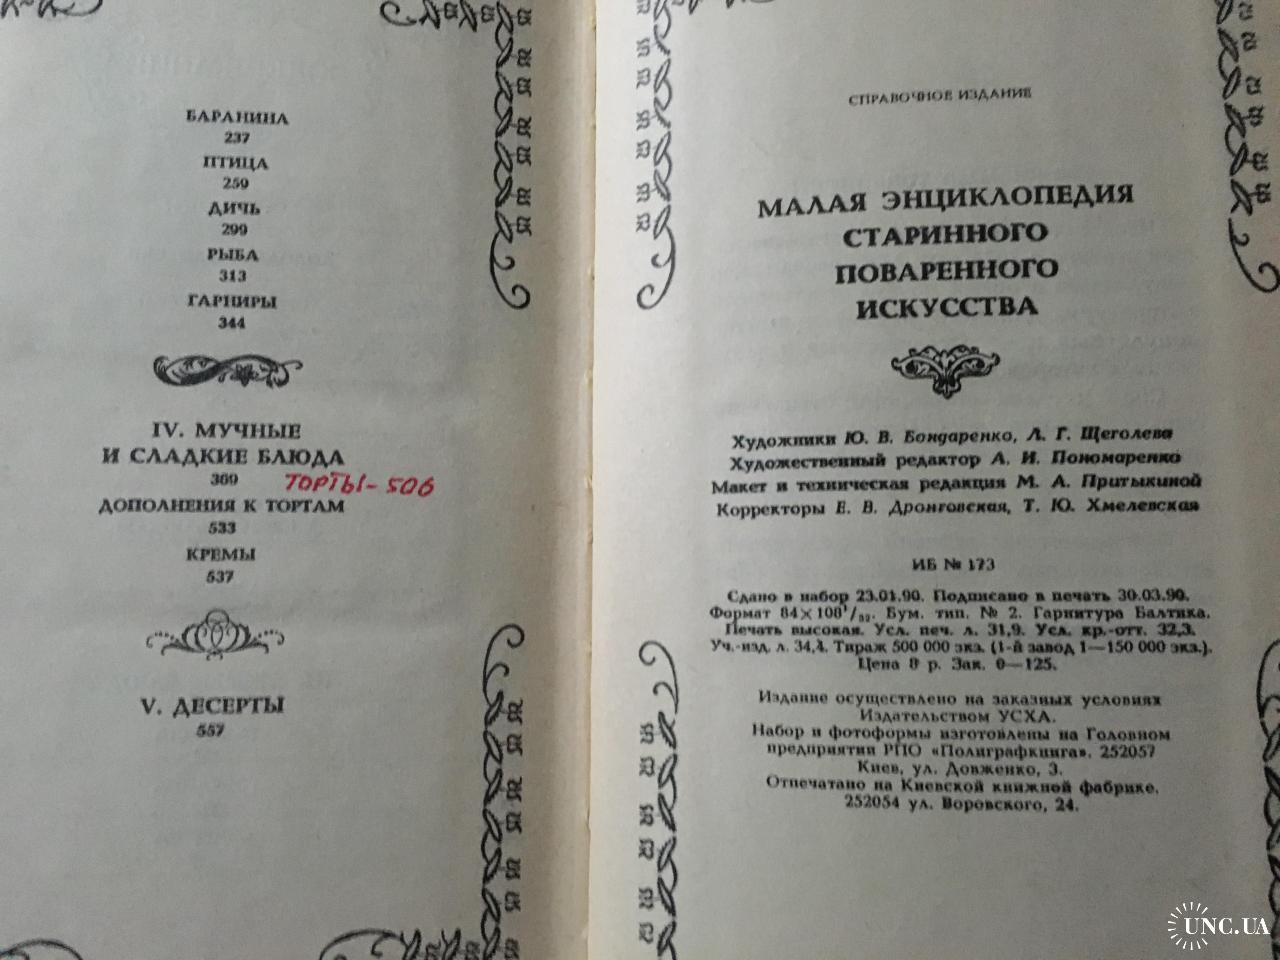 БАРАНИНА
237
ПТИЦА
259
ДИЧЬ
299
РЫБА
313
ГАРНИРЫ
344
IV. МУЧНЫЕ
И СЛАДКИЕ БЛЮДА
369
ТОРТЫ-506
ДОПОЛНЕНИЯ К ТОРТАМ
533
КРЕМЫ
537
V. ДЕСЕРТЫ
557
СПРАВОЧНОЕ ИЗДАНИЕ
МАЛАЯ ЭНЦИКЛОПЕДИЯ
СТАРИННОГО
ПОВАРЕННОГО
ИСКУССТВА
Художники Ю. В. Бондаренко, Л. Г. Щеголева
Художественный редактор А. И. Пономаренко
Макет и техническая редакция М. А. Притыкиной
Корректоры Е. В. Дронговская, Т. Ю. Хмелевская
ИБ № 173
Сдано в набор 23.01.90. Подписано в печать 30.03.90.
Формат 84×108¹/₃₂. Бум. тип. № 2. Гарнитура Балтика.
Печать высокая. Усл. печ. л. 31,9. Усл. кр.-отт. 32,3.
Уч.-изд. л. 34,4. Тираж 500 000 экз. (1-й завод 1—150 000 экз.).
Цена 8 р. Зак. 0—125.
Издание осуществлено на заказных условиях
Издательством УСХА.
Набор и фотоформы изготовлены на Головном
предприятии РПО «Полиграфкнига». 252057
Киев, ул. Довженко, 3.
Отпечатано на Киевской книжной фабрике.
252054 ул. Воровского, 24.
UNC.UA